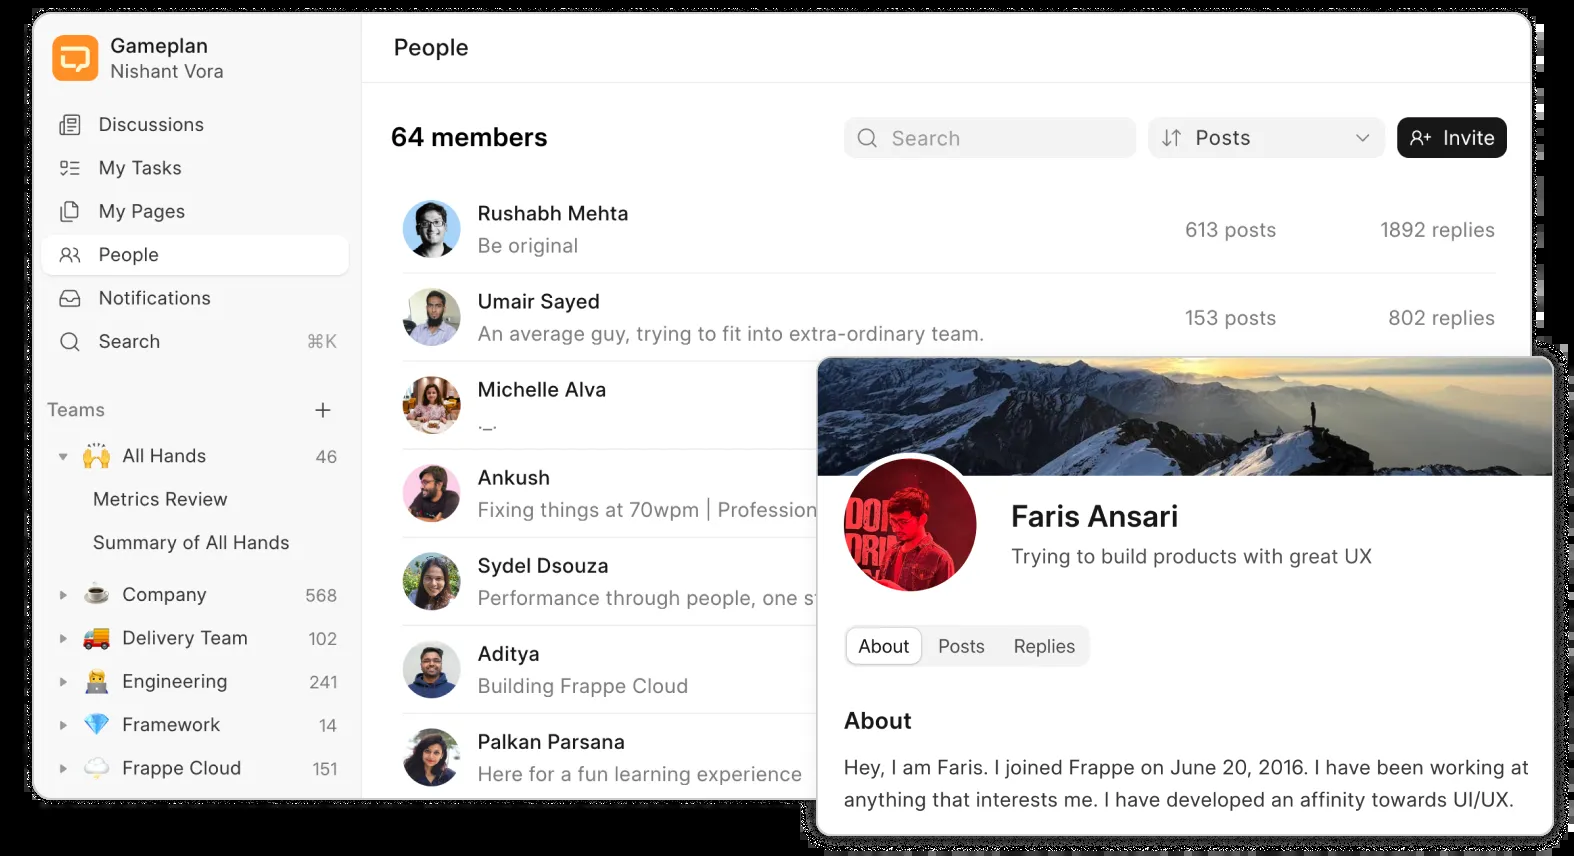 Gameplan
Nishant Vora
Discussions
My Tasks
My Pages
People
Notifications
Search ⌘K
Teams +
All Hands 46
Metrics Review
Summary of All Hands
Company 568
Delivery Team 102
Engineering 241
Framework 14
Frappe Cloud 151
People
64 members
Search
Posts
Invite
Rushabh Mehta
Be original
613 posts 1892 replies
Umair Sayed
An average guy, trying to fit into extra-ordinary team.
153 posts 802 replies
Michelle Alva
._.
Ankush
Fixing things at 70wpm | Profession
Sydel Dsouza
Performance through people, one
Aditya
Building Frappe Cloud
Palkan Parsana
Here for a fun learning experience
Faris Ansari
Trying to build products with great UX
About Posts Replies
About
Hey, I am Faris. I joined Frappe on June 20, 2016. I have been working at
anything that interests me. I have developed an affinity towards UI/UX.